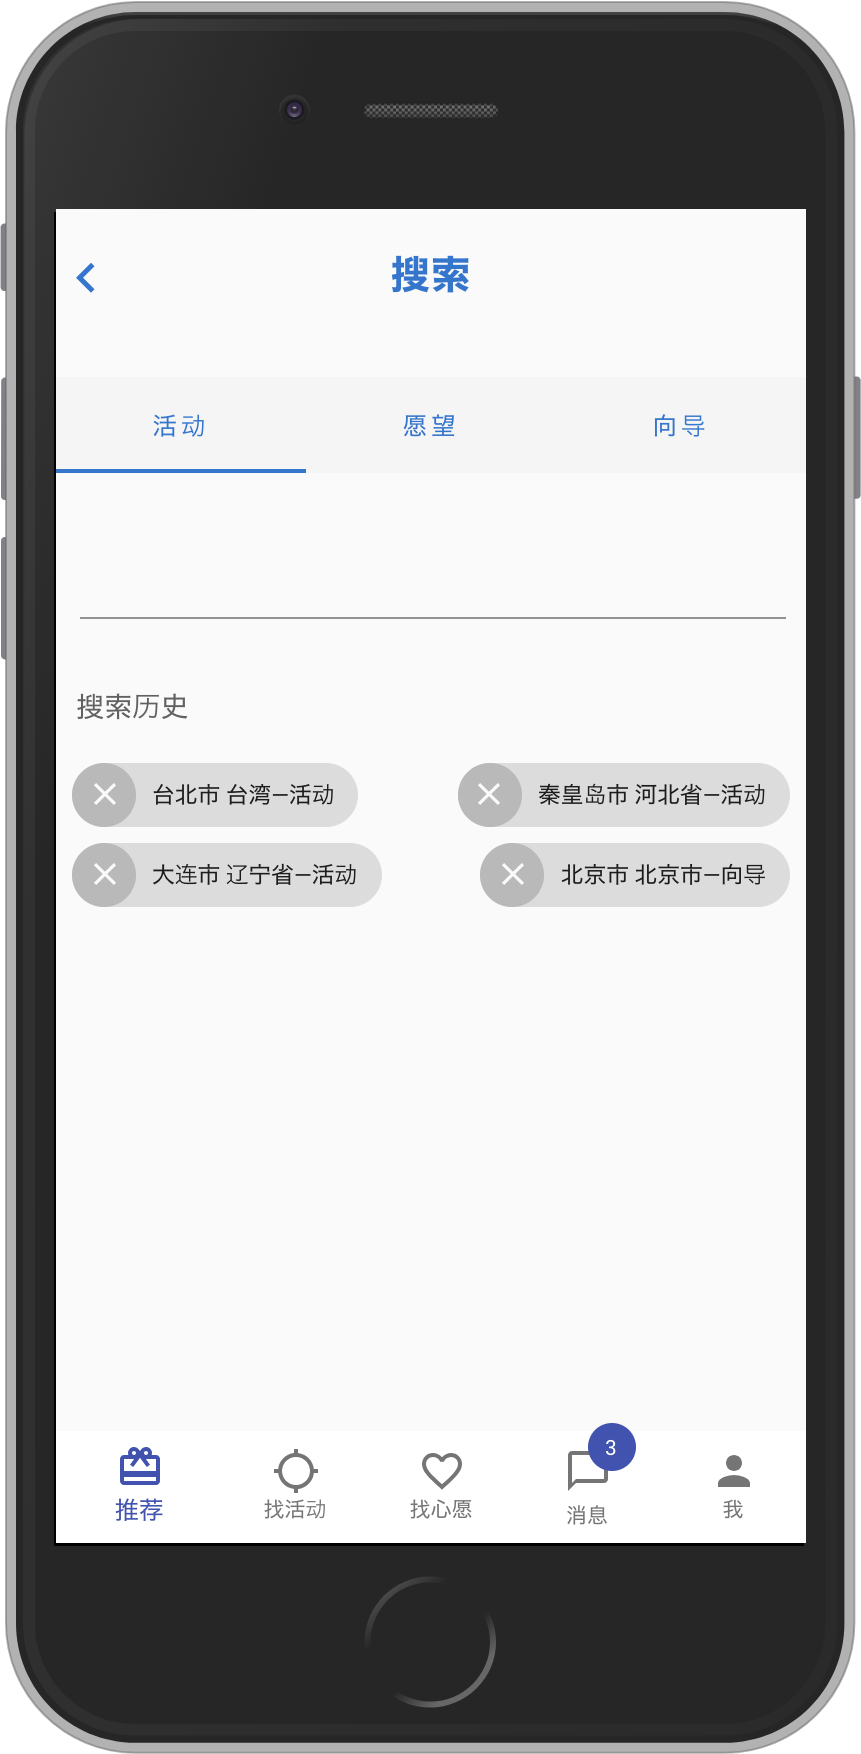 搜索
活动 愿望 向导
搜索历史
台北市 台湾–活动 秦皇岛市 河北省–活动
大连市 辽宁省–活动 北京市 北京市–向导
3
推荐 找活动 找心愿 消息 我